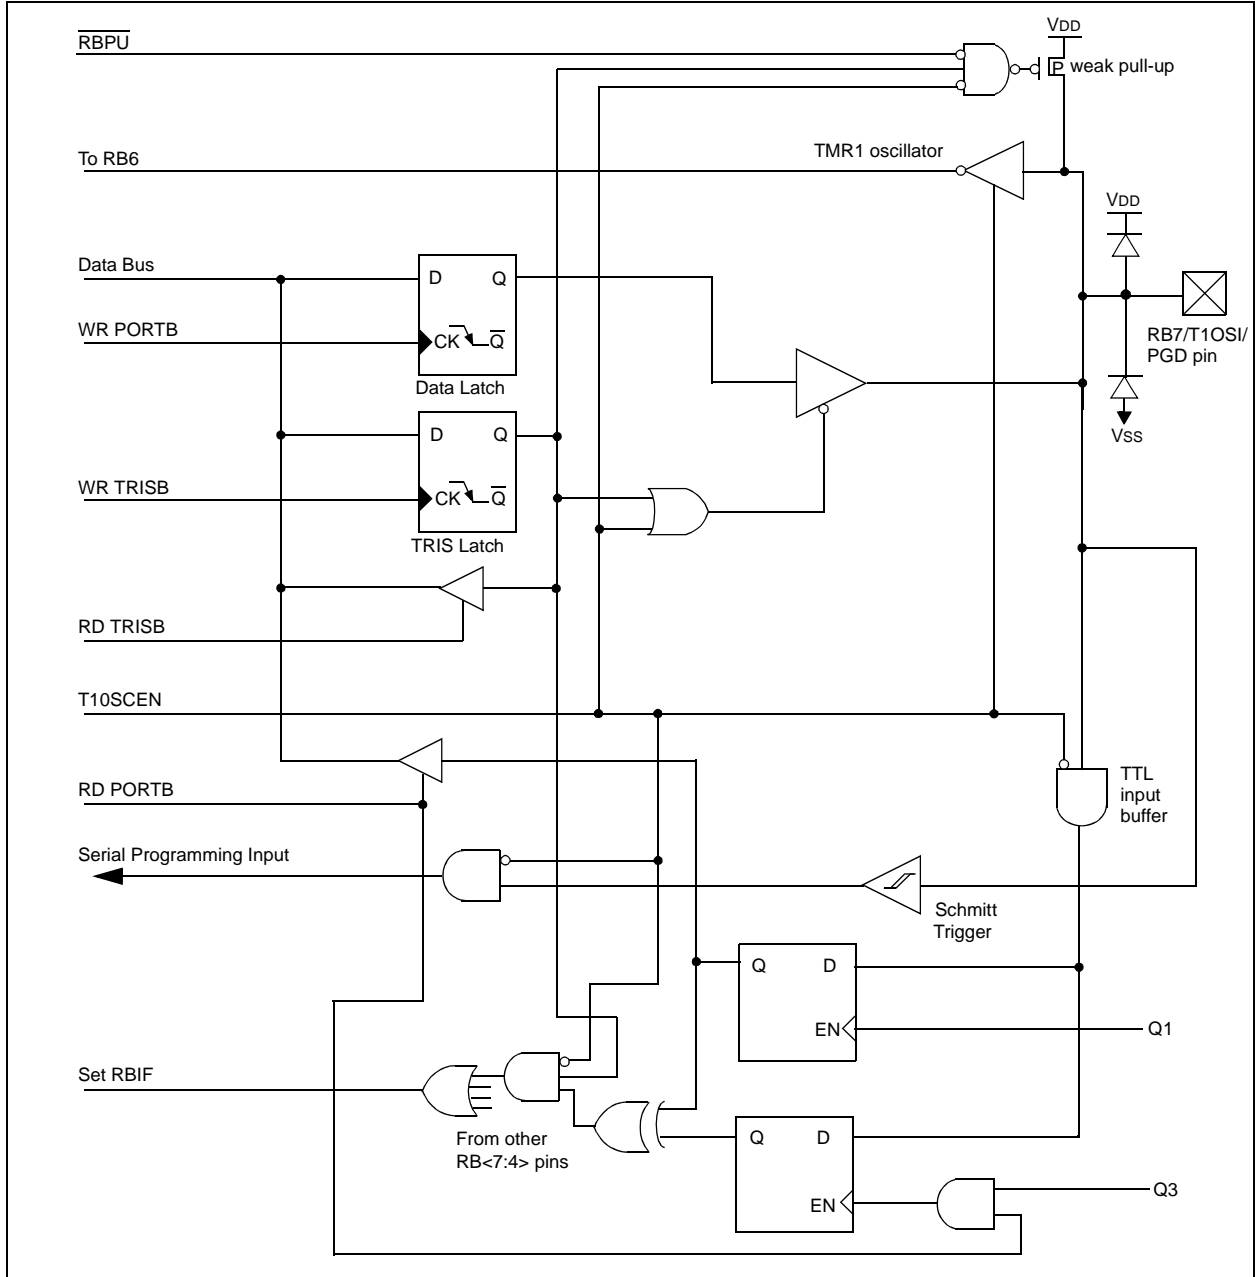 VDD
RBPU
P weak pull-up
To RB6
TMR1 oscillator
VDD
Data Bus
D Q
WR PORTB
CK Q
RB7/T1OSI/
PGD pin
Data Latch
D Q
VSS
WR TRISB
CK Q
TRIS Latch
RD TRISB
T10SCEN
RD PORTB
TTL
input
buffer
Serial Programming Input
Schmitt
Trigger
Q D
EN
Q1
Set RBIF
From other
RB<7:4> pins
Q D
EN
Q3